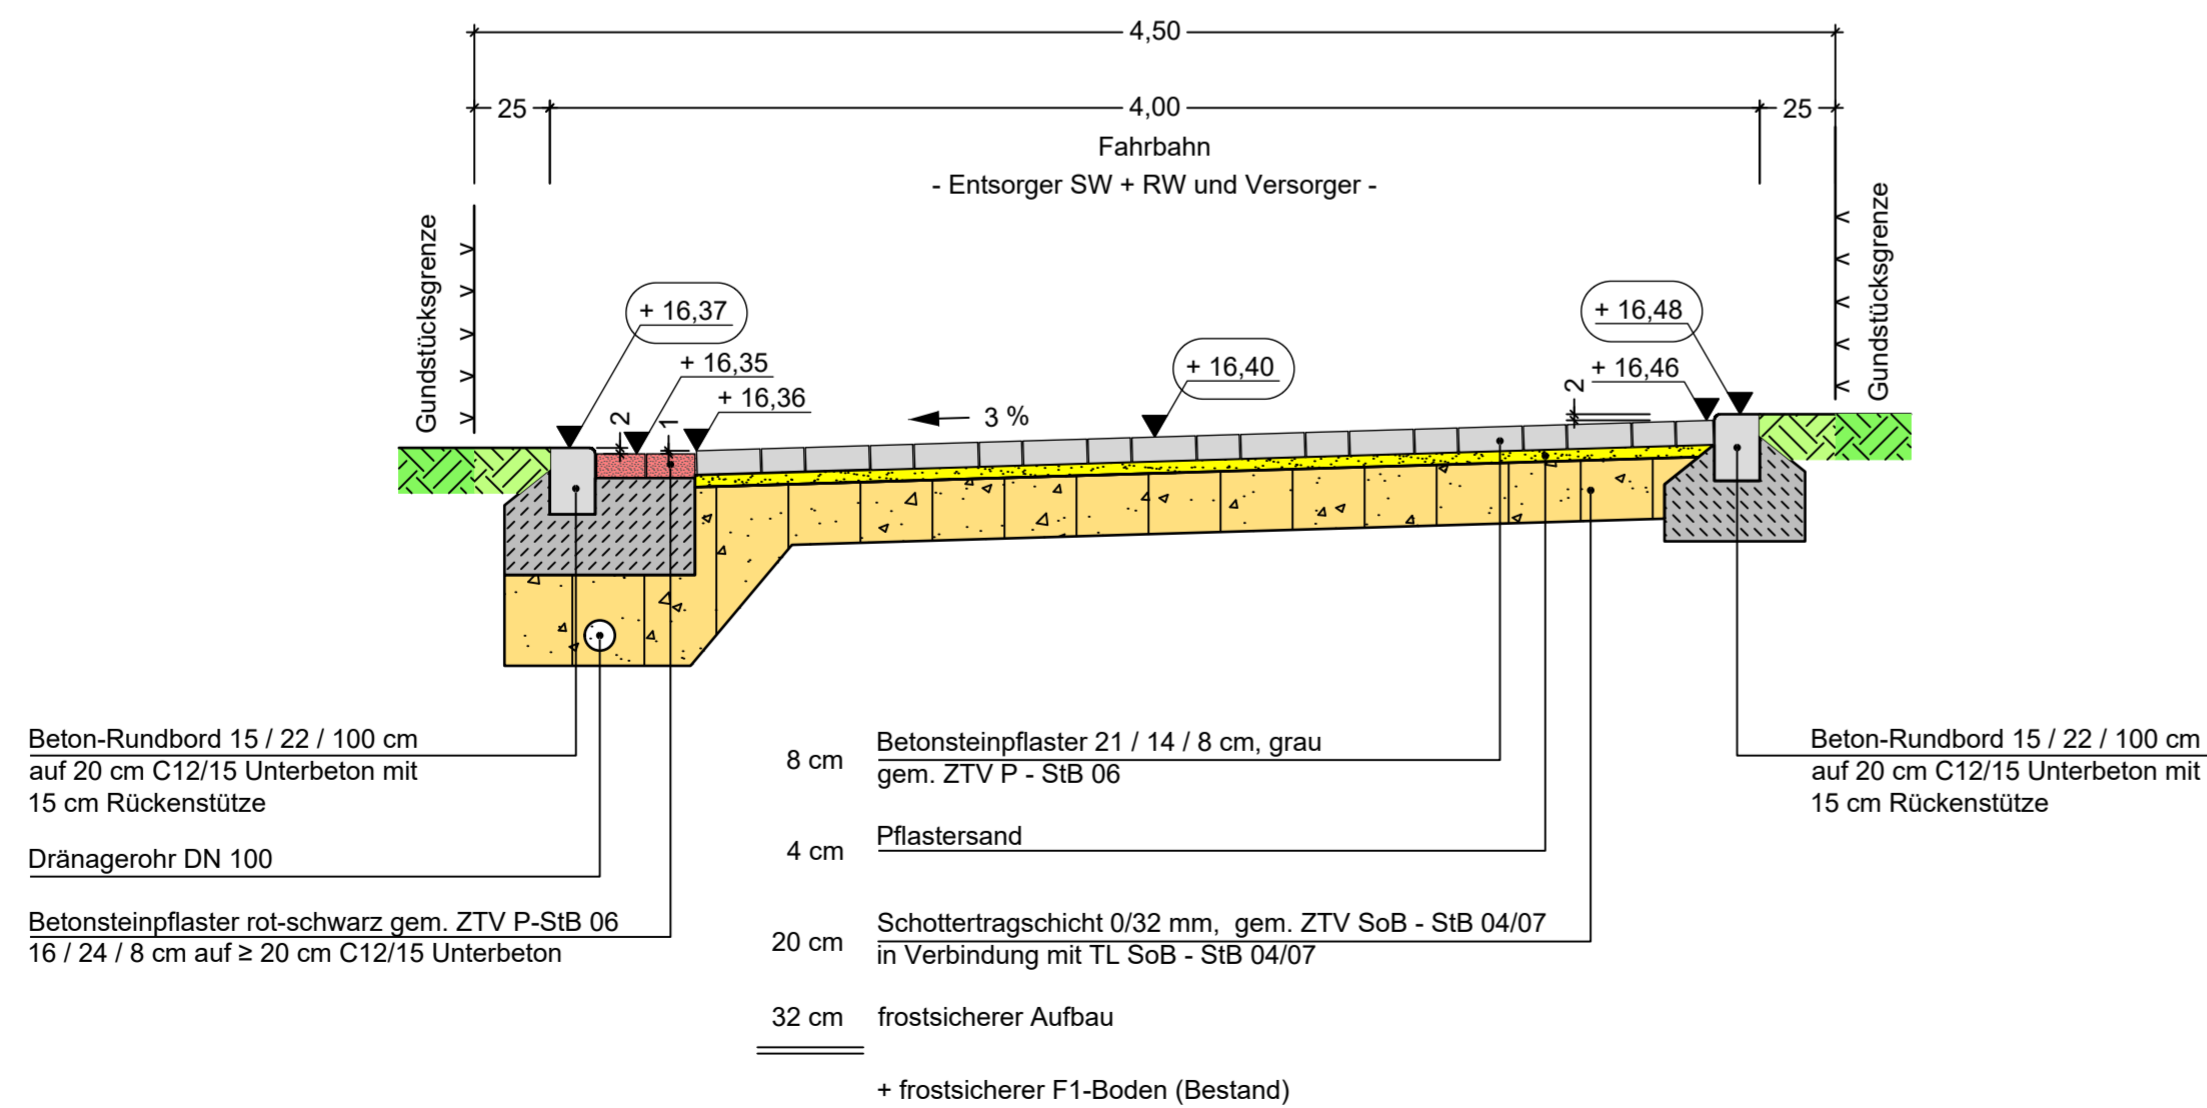 4,50
25
4,00
25
Fahrbahn
- Entsorger SW + RW und Versorger -
Gundstücksgrenze
Gundstücksgrenze
+ 16,37
+ 16,48
+ 16,35
+ 16,40
2
+ 16,46
+ 16,36
2
1
3 %
Beton-Rundbord 15 / 22 / 100 cm
auf 20 cm C12/15 Unterbeton mit
15 cm Rückenstütze
Dränagerohr DN 100
Betonsteinpflaster rot-schwarz gem. ZTV P-StB 06
16 / 24 / 8 cm auf ≥ 20 cm C12/15 Unterbeton
8 cm
Betonsteinpflaster 21 / 14 / 8 cm, grau
gem. ZTV P - StB 06
4 cm
Pflastersand
20 cm
Schottertragschicht 0/32 mm, gem. ZTV SoB - StB 04/07
in Verbindung mit TL SoB - StB 04/07
32 cm
frostsicherer Aufbau
+ frostsicherer F1-Boden (Bestand)
Beton-Rundbord 15 / 22 / 100 cm
auf 20 cm C12/15 Unterbeton mit
15 cm Rückenstütze